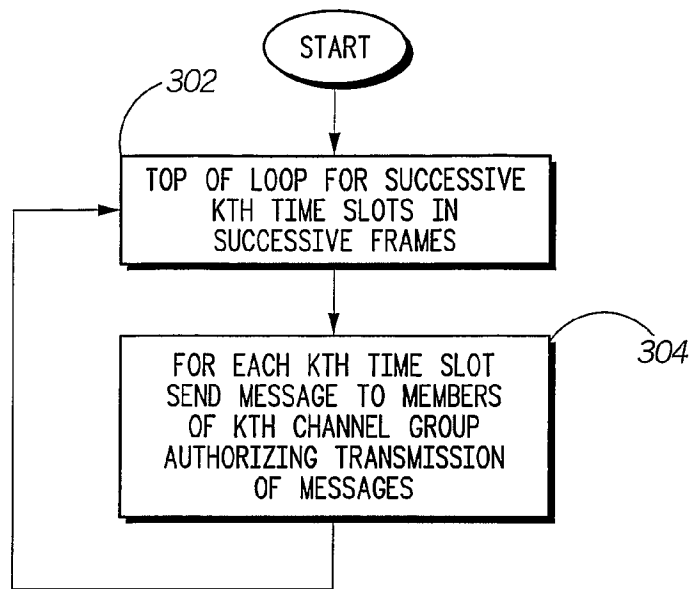 START
302
TOP OF LOOP FOR SUCCESSIVE
KTH TIME SLOTS IN
SUCCESSIVE FRAMES
304
FOR EACH KTH TIME SLOT
SEND MESSAGE TO MEMBERS
OF KTH CHANNEL GROUP
AUTHORIZING TRANSMISSION
OF MESSAGES